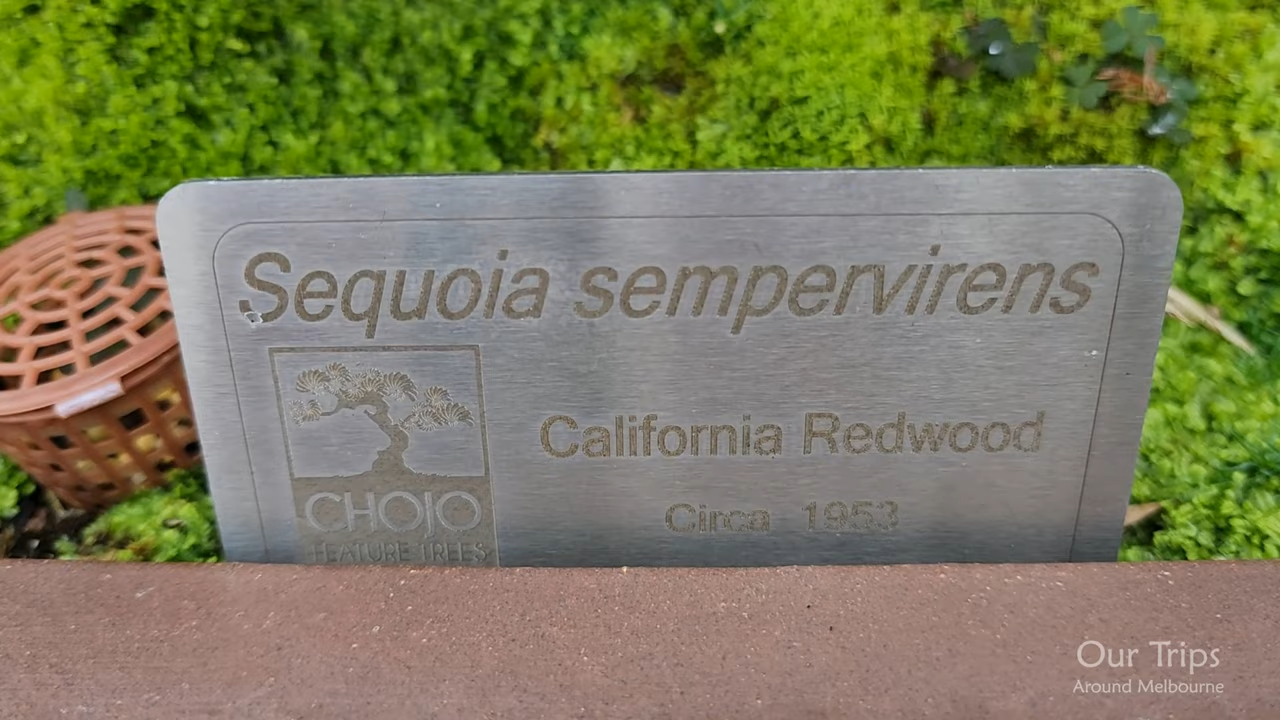 Sequoia sempervirens
California Redwood
Circa 1953
CHOJO
FEATURE TREES
Our Trips
Around Melbourne